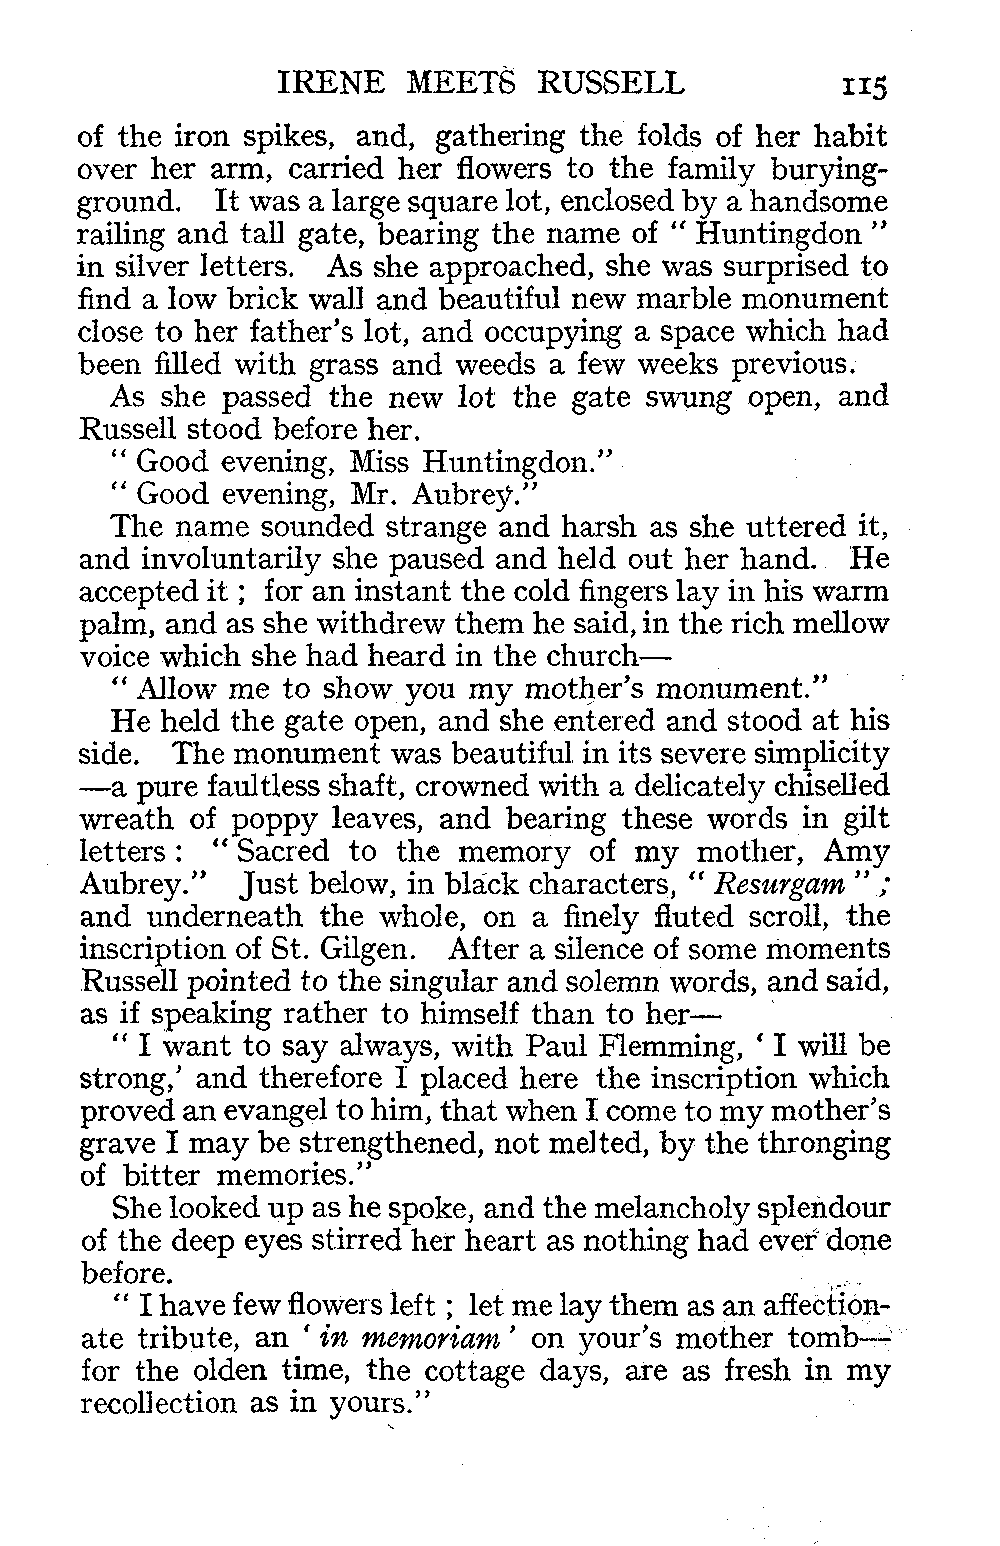 IRENE MEETS RUSSELL 115
of the iron spikes, and, gathering the folds of her habit
over her arm, carried her flowers to the family burying-
ground. It was a large square lot, enclosed by a handsome
railing and tall gate, bearing the name of “ Huntingdon ”
in silver letters. As she approached, she was surprised to
find a low brick wall and beautiful new marble monument
close to her father’s lot, and occupying a space which had
been filled with grass and weeds a few weeks previous.
As she passed the new lot the gate swung open, and
Russell stood before her.
“ Good evening, Miss Huntingdon.”
“ Good evening, Mr. Aubrey.”
The name sounded strange and harsh as she uttered it,
and involuntarily she paused and held out her hand. He
accepted it ; for an instant the cold fingers lay in his warm
palm, and as she withdrew them he said, in the rich mellow
voice which she had heard in the church—
“ Allow me to show you my mother’s monument.”
He held the gate open, and she entered and stood at his
side. The monument was beautiful in its severe simplicity
—a pure faultless shaft, crowned with a delicately chiselled
wreath of poppy leaves, and bearing these words in gilt
letters : “ Sacred to the memory of my mother, Amy
Aubrey.” Just below, in black characters, “ Resurgam ” ;
and underneath the whole, on a finely fluted scroll, the
inscription of St. Gilgen. After a silence of some moments
Russell pointed to the singular and solemn words, and said,
as if speaking rather to himself than to her—
“ I want to say always, with Paul Flemming, ‘ I will be
strong,’ and therefore I placed here the inscription which
proved an evangel to him, that when I come to my mother’s
grave I may be strengthened, not melted, by the thronging
of bitter memories.”
She looked up as he spoke, and the melancholy splendour
of the deep eyes stirred her heart as nothing had ever done
before.
“ I have few flowers left ; let me lay them as an affection-
ate tribute, an ‘ in memoriam ’ on your’s mother tomb—
for the olden time, the cottage days, are as fresh in my
recollection as in yours.”